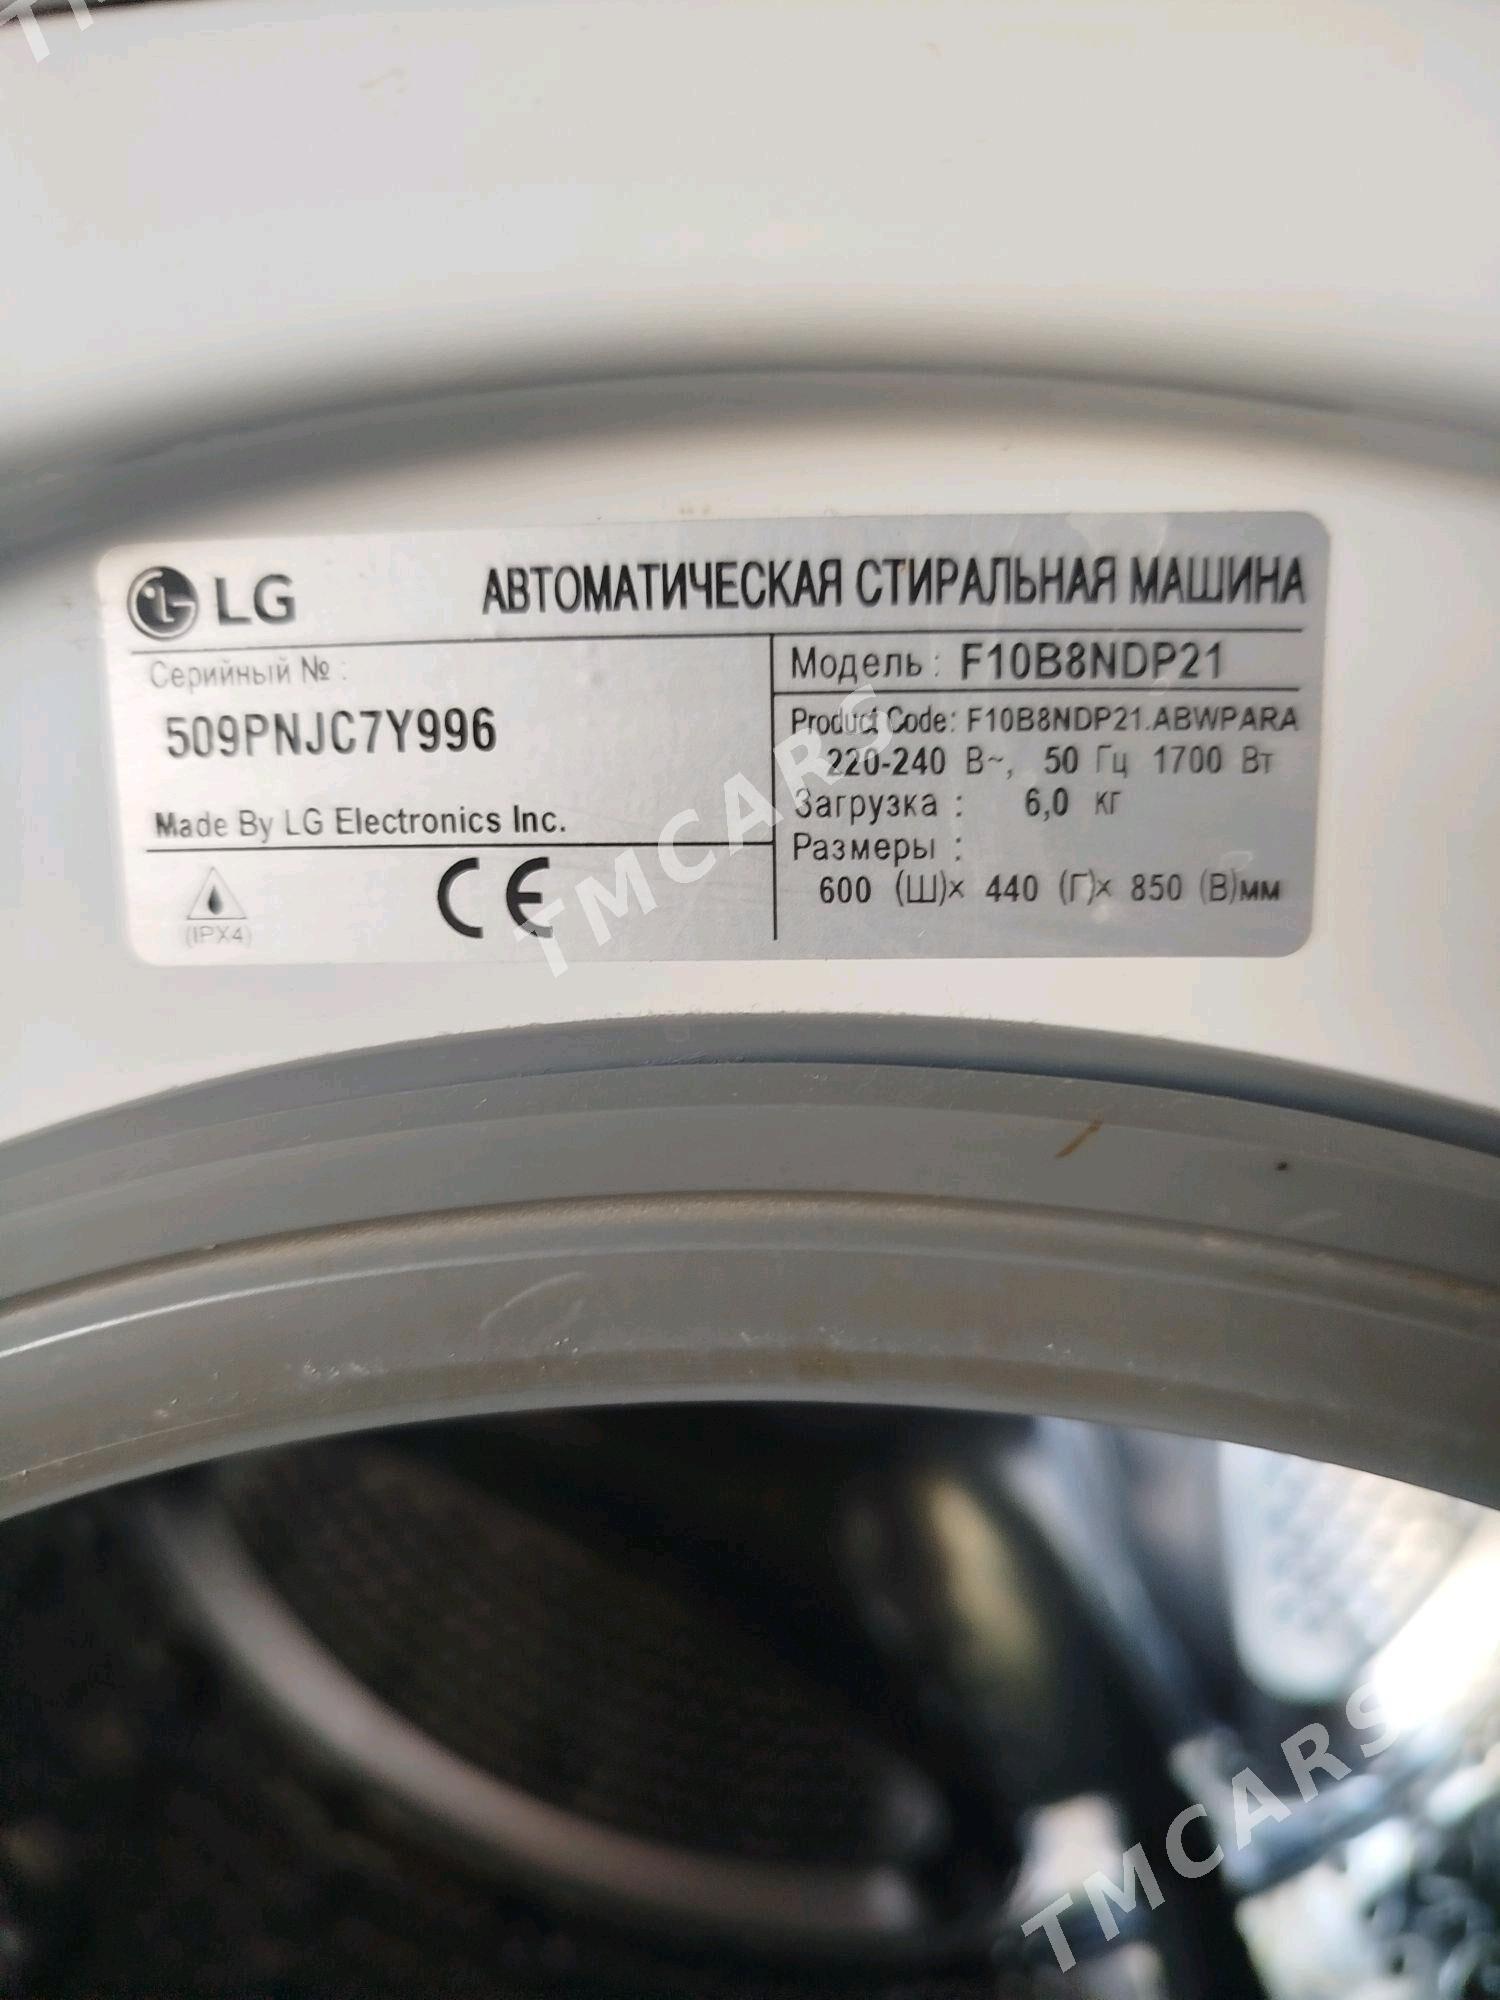 LG АВТОМАТИЧЕСКАЯ СТИРАЛЬНАЯ МАШИНА
Серийный № :
509PNJC7Y996
Made By LG Electronics Inc.
(IPX4)
CE
Модель : F10B8NDP21
Product Code: F10B8NDP21.ABWPARA
220-240 В~, 50 Гц 1700 Вт
Загрузка : 6,0 кг
Размеры :
600 (Ш)х 440 (Г)х 850 (В)мм
TMCARS
TMCARS